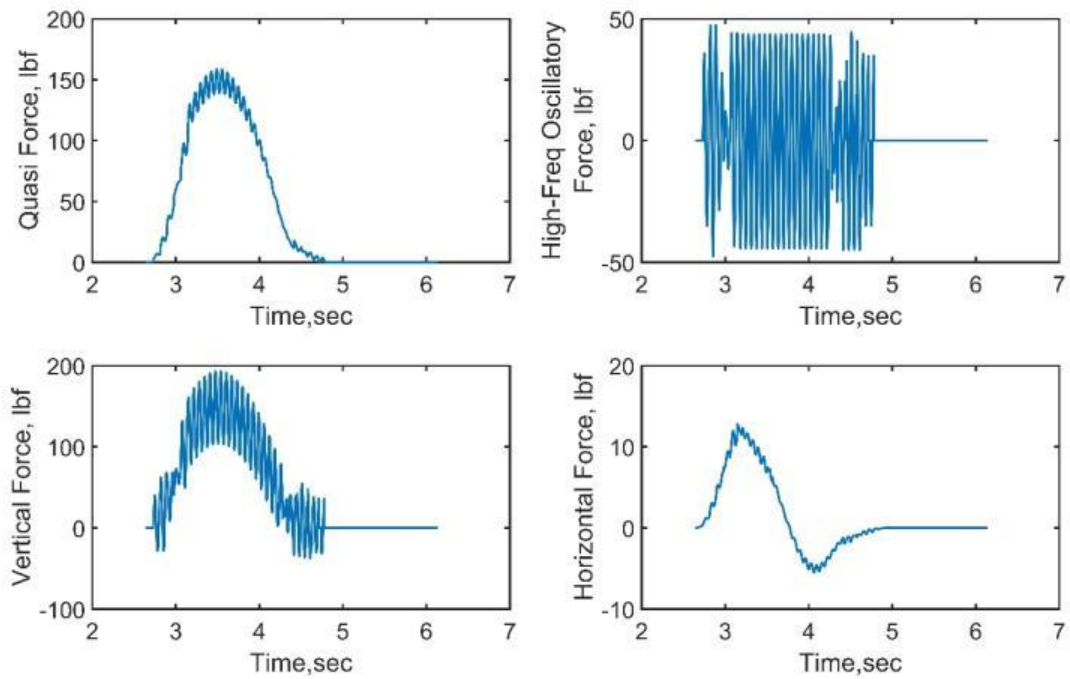 200
150
100
50
0
2 3 4 5 6 7
Quasi Force, lbf
Time,sec
50
0
-50
2 3 4 5 6 7
High-Freq Oscillatory
Force, lbf
Time,sec
200
100
0
-100
2 3 4 5 6 7
Vertical Force, lbf
Time,sec
20
10
0
-10
2 3 4 5 6 7
Horizontal Force, lbf
Time,sec